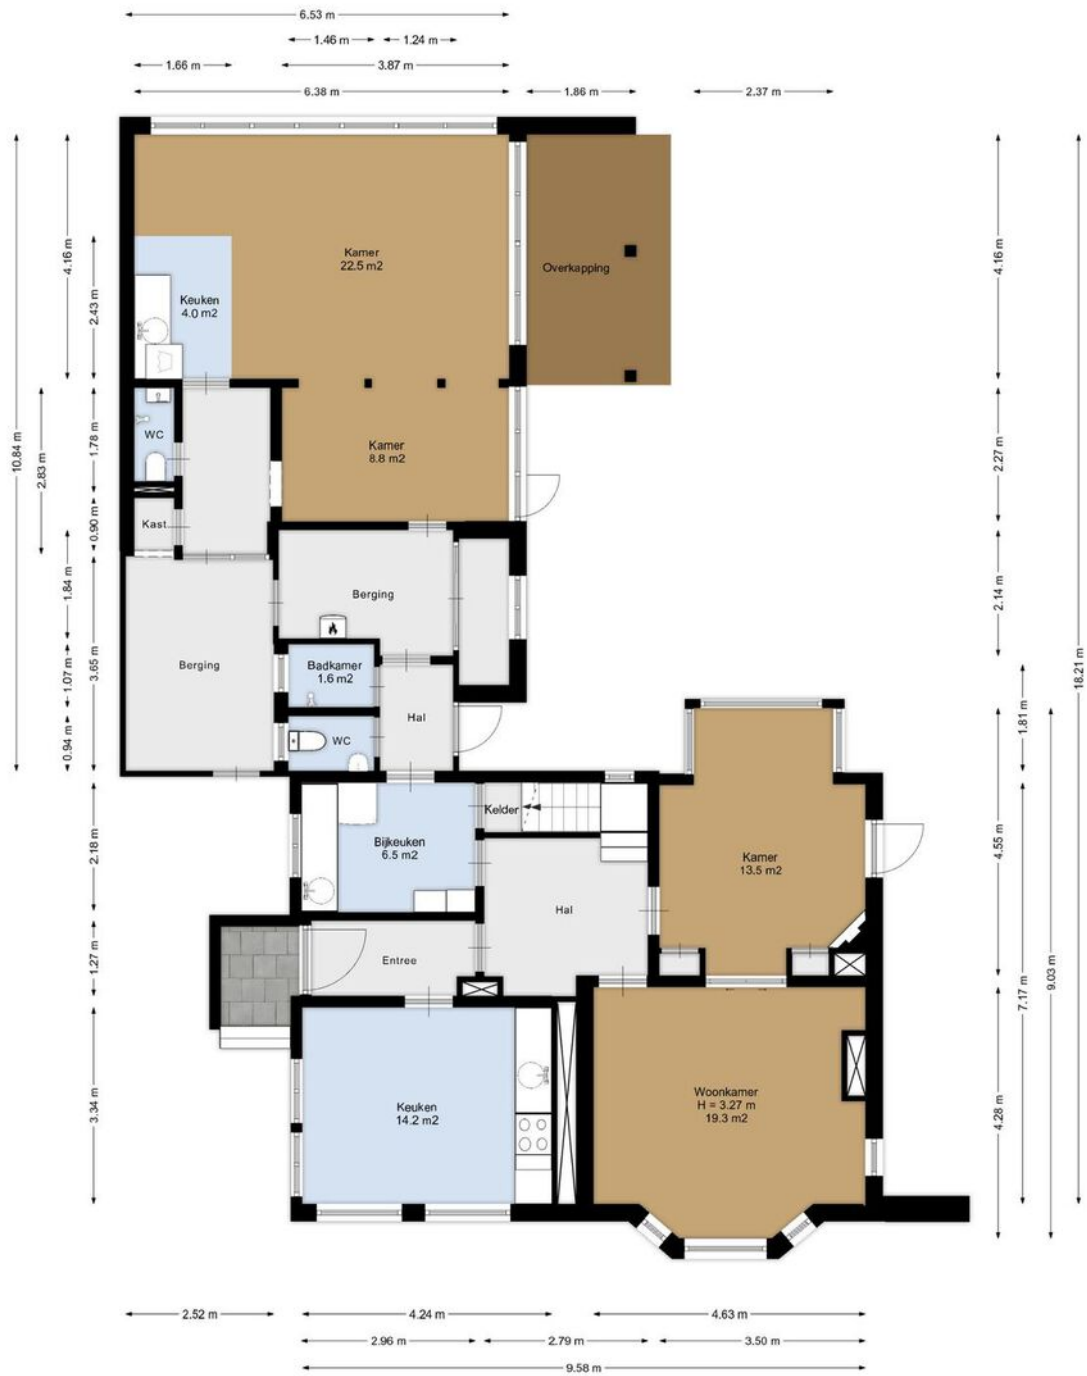 6.53 m
1.46 m
1.24 m
1.66 m
3.87 m
6.38 m
1.86 m
2.37 m
10.84 m
4.16 m
2.43 m
2.83 m
1.78 m
0.90 m
1.84 m
1.07 m
0.94 m
3.65 m
2.18 m
1.27 m
3.34 m
Kamer
22.5 m2
Overkapping
Keuken
4.0 m2
WC
Kamer
8.8 m2
Kast
Berging
Berging
Badkamer
1.6 m2
Hal
WC
Kelder
Bijkeuken
6.5 m2
Kamer
13.5 m2
Hal
Entree
Woonkamer
H = 3.27 m
19.3 m2
Keuken
14.2 m2
4.16 m
2.27 m
2.14 m
1.81 m
4.55 m
7.17 m
4.28 m
9.03 m
18.21 m
2.52 m
4.24 m
4.63 m
2.96 m
2.79 m
3.50 m
9.58 m